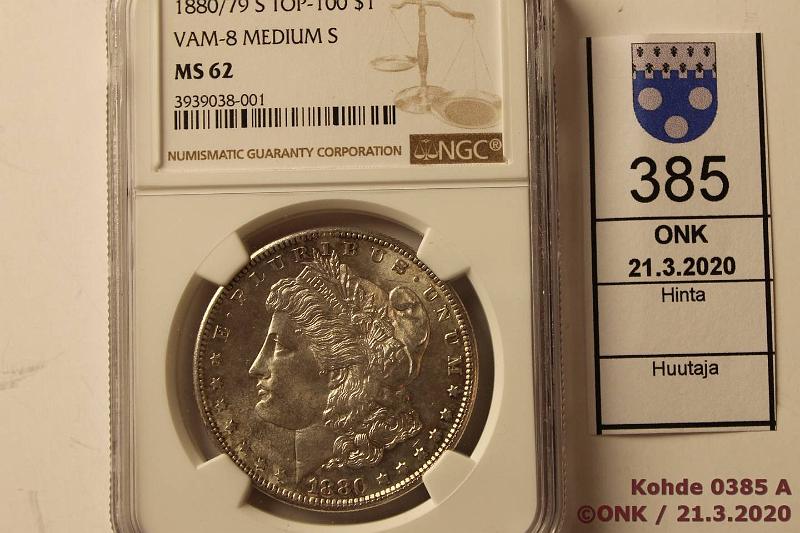 1880/79 S TOP-100 $1
VAM-8 MEDIUM S
MS 62
3939038-001
NUMISMATIC GUARANTY CORPORATION
NGC®
E·PLURIBUS·UNUM
LIBERTY
1880
385
ONK
21.3.2020
Hinta
Huutaja
Kohde 0385 A
©ONK / 21.3.2020